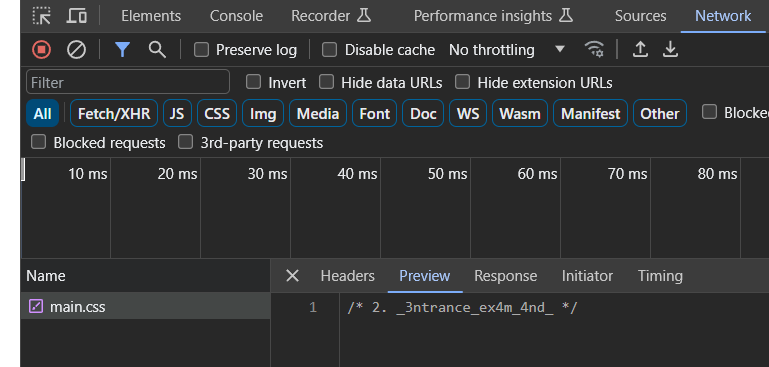 Elements Console Recorder Performance insights Sources Network
Preserve log Disable cache No throttling
Filter Invert Hide data URLs Hide extension URLs
All Fetch/XHR JS CSS Img Media Font Doc WS Wasm Manifest Other Blocked
Blocked requests 3rd-party requests
10 ms 20 ms 30 ms 40 ms 50 ms 60 ms 70 ms 80 ms
Name Headers Preview Response Initiator Timing
main.css 1 /* 2. _3ntrance_ex4m_4nd_ */